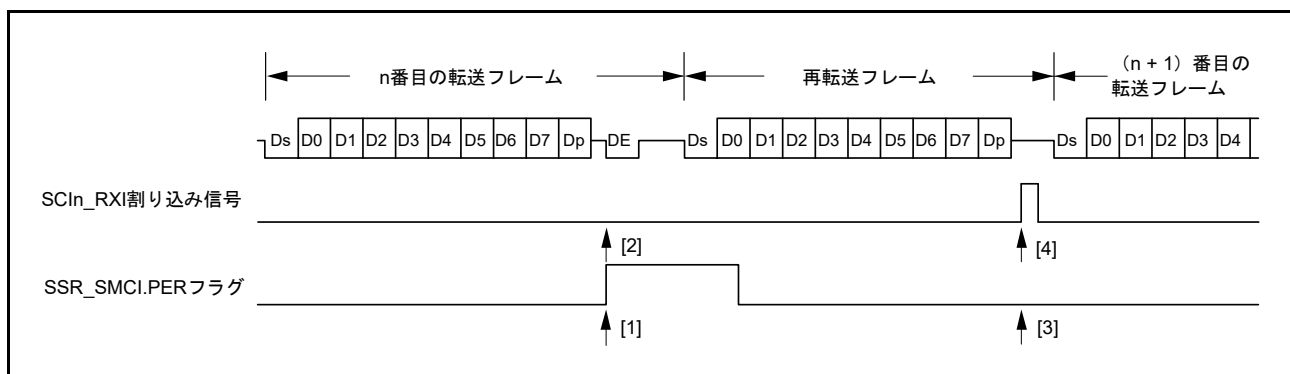 n番目の転送フレーム
再転送フレーム
（n + 1）番目の
転送フレーム
Ds D0 D1 D2 D3 D4 D5 D6 D7 Dp DE Ds D0 D1 D2 D3 D4 D5 D6 D7 Dp Ds D0 D1 D2 D3 D4
SCIn_RXI割り込み信号
[2] [4]
SSR_SMCI.PERフラグ
[1] [3]